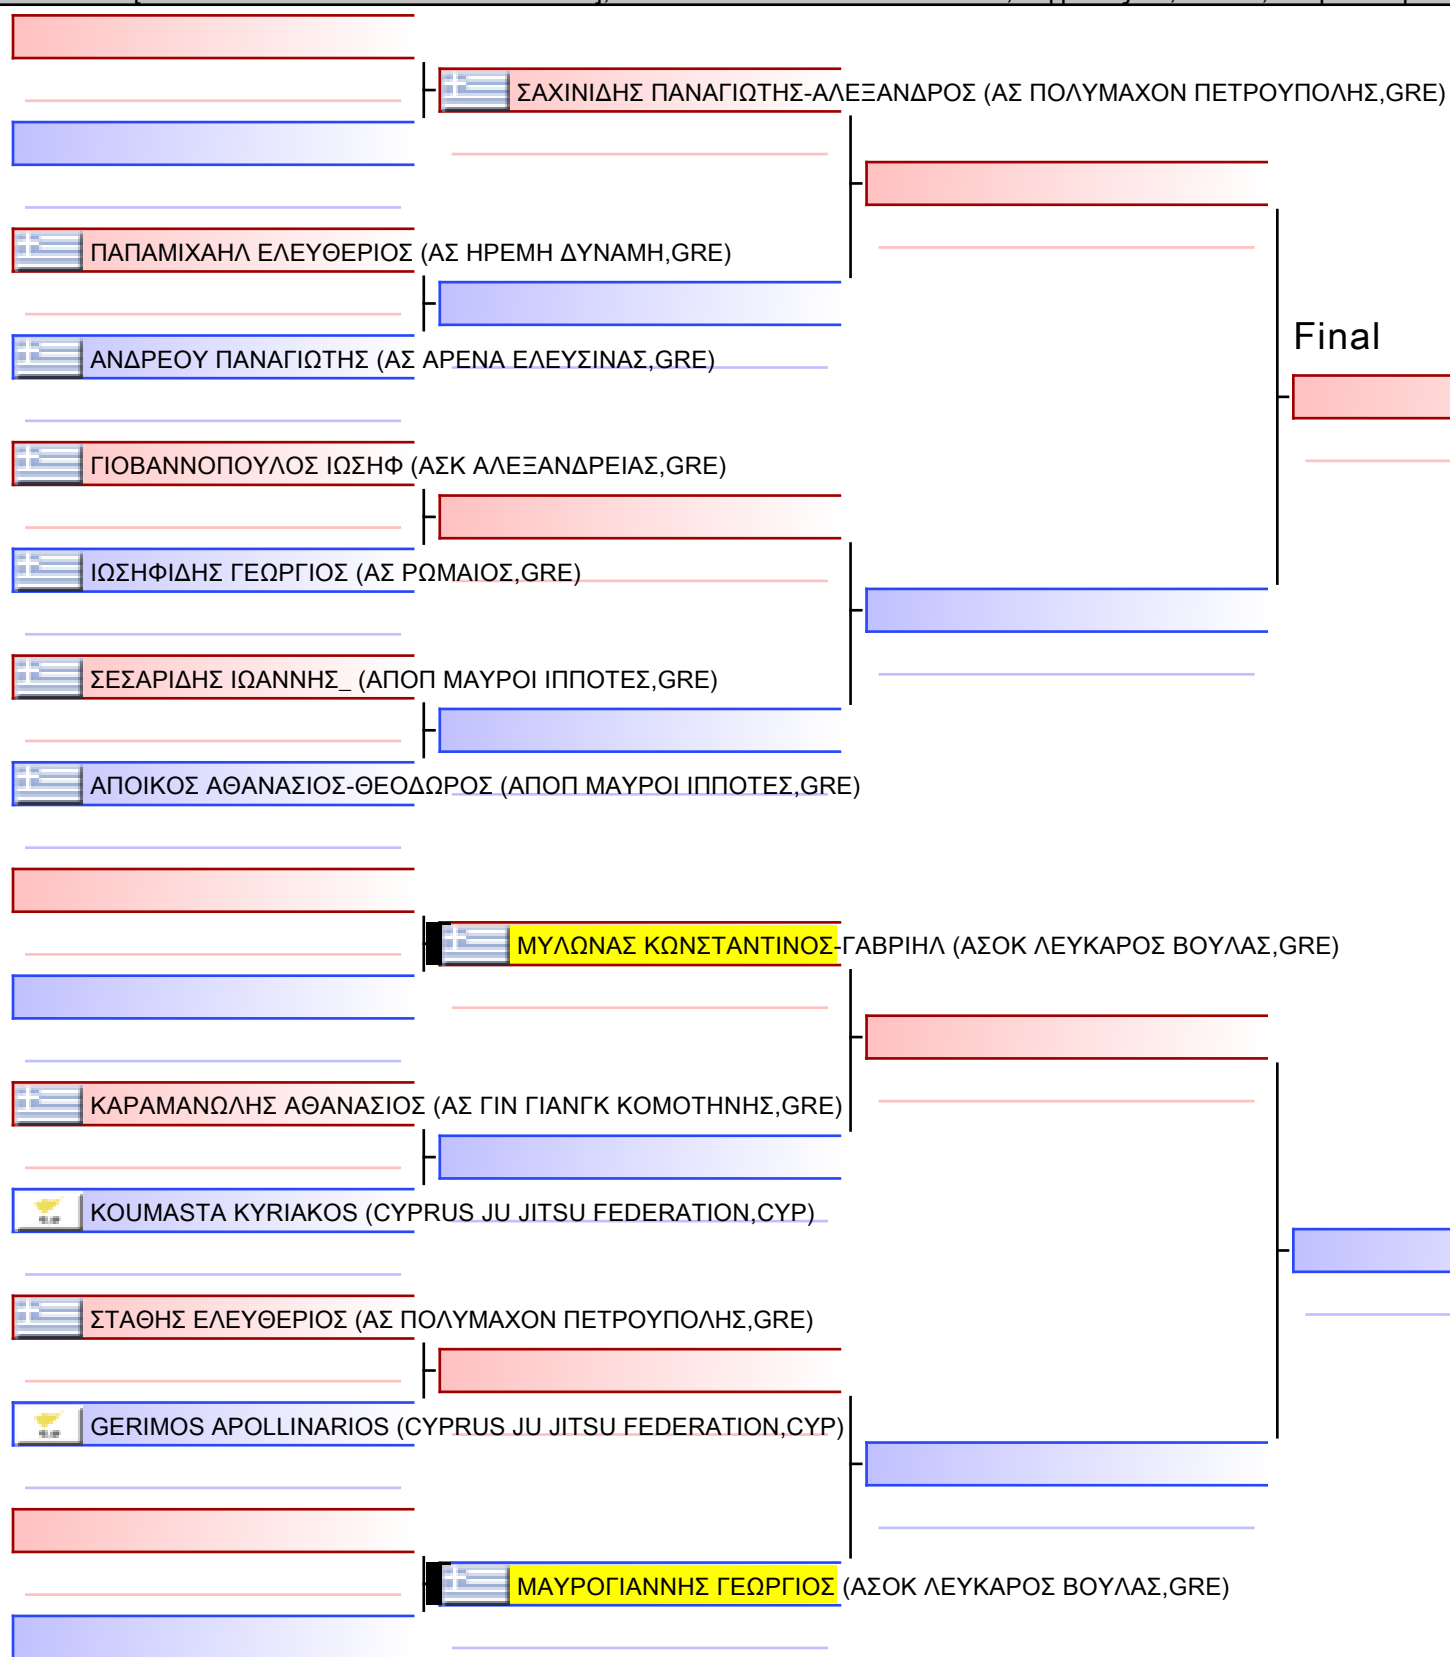 ΣΑΧΙΝΙΔΗΣ ΠΑΝΑΓΙΩΤΗΣ-ΑΛΕΞΑΝΔΡΟΣ (ΑΣ ΠΟΛΥΜΑΧΟΝ ΠΕΤΡΟΥΠΟΛΗΣ,GRE)
ΠΑΠΑΜΙΧΑΗΛ ΕΛΕΥΘΕΡΙΟΣ (ΑΣ ΗΡΕΜΗ ΔΥΝΑΜΗ,GRE)
Final
ΑΝΔΡΕΟΥ ΠΑΝΑΓΙΩΤΗΣ (ΑΣ ΑΡΕΝΑ ΕΛΕΥΣΙΝΑΣ,GRE)
ΓΙΟΒΑΝΝΟΠΟΥΛΟΣ ΙΩΣΗΦ (ΑΣΚ ΑΛΕΞΑΝΔΡΕΙΑΣ,GRE)
ΙΩΣΗΦΙΔΗΣ ΓΕΩΡΓΙΟΣ (ΑΣ ΡΩΜΑΙΟΣ,GRE)
ΣΕΣΑΡΙΔΗΣ ΙΩΑΝΝΗΣ_ (ΑΠΟΠ ΜΑΥΡΟΙ ΙΠΠΟΤΕΣ,GRE)
ΑΠΟΙΚΟΣ ΑΘΑΝΑΣΙΟΣ-ΘΕΟΔΩΡΟΣ (ΑΠΟΠ ΜΑΥΡΟΙ ΙΠΠΟΤΕΣ,GRE)
ΜΥΛΩΝΑΣ ΚΩΝΣΤΑΝΤΙΝΟΣ-ΓΑΒΡΙΗΛ (ΑΣΟΚ ΛΕΥΚΑΡΟΣ ΒΟΥΛΑΣ,GRE)
ΚΑΡΑΜΑΝΩΛΗΣ ΑΘΑΝΑΣΙΟΣ (ΑΣ ΓΙΝ ΓΙΑΝΓΚ ΚΟΜΟΤΗΝΗΣ,GRE)
KOUMASTA KYRIAKOS (CYPRUS JU JITSU FEDERATION,CYP)
ΣΤΑΘΗΣ ΕΛΕΥΘΕΡΙΟΣ (ΑΣ ΠΟΛΥΜΑΧΟΝ ΠΕΤΡΟΥΠΟΛΗΣ,GRE)
GERIMOS APOLLINARIOS (CYPRUS JU JITSU FEDERATION,CYP)
ΜΑΥΡΟΓΙΑΝΝΗΣ ΓΕΩΡΓΙΟΣ (ΑΣΟΚ ΛΕΥΚΑΡΟΣ ΒΟΥΛΑΣ,GRE)